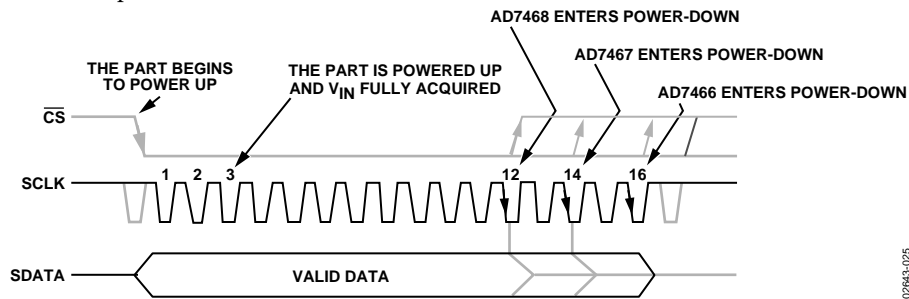 AD7468 ENTERS POWER-DOWN
AD7467 ENTERS POWER-DOWN
THE PART BEGINS
TO POWER UP
THE PART IS POWERED UP
AND VIN FULLY ACQUIRED
AD7466 ENTERS POWER-DOWN
CS
SCLK
1 2 3 12 14 16
SDATA
VALID DATA
02643-025